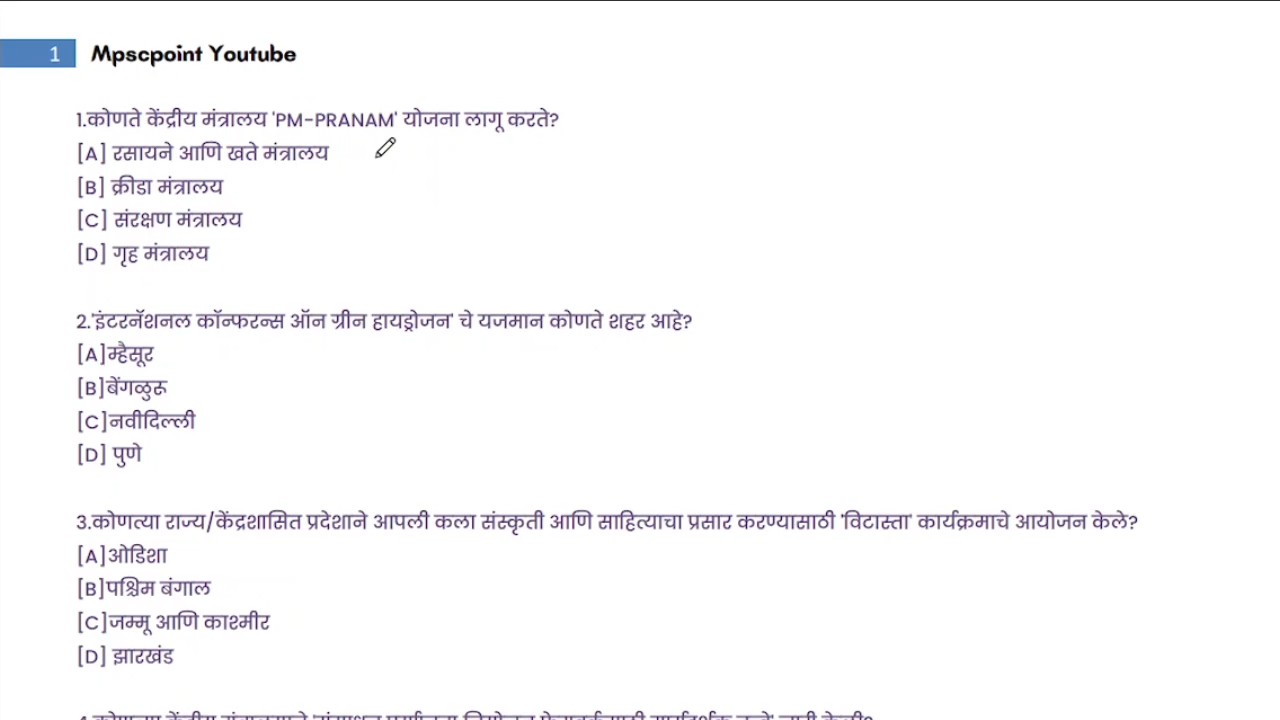 1 Mpscpoint Youtube
1.कोणते केंद्रीय मंत्रालय 'PM-PRANAM' योजना लागू करते?
[A] रसायने आणि खते मंत्रालय
[B] क्रीडा मंत्रालय
[C] संरक्षण मंत्रालय
[D] गृह मंत्रालय
2.'इंटरनॅशनल कॉन्फरन्स ऑन ग्रीन हायड्रोजन' चे यजमान कोणते शहर आहे?
[A]म्हैसूर
[B]बेंगळुरू
[C]नवीदिल्ली
[D] पुणे
3.कोणत्या राज्य/केंद्रशासित प्रदेशाने आपली कला संस्कृती आणि साहित्याचा प्रसार करण्यासाठी 'विटास्ता' कार्यक्रमाचे आयोजन केले?
[A]ओडिशा
[B]पश्चिम बंगाल
[C]जम्मू आणि काश्मीर
[D] झारखंड